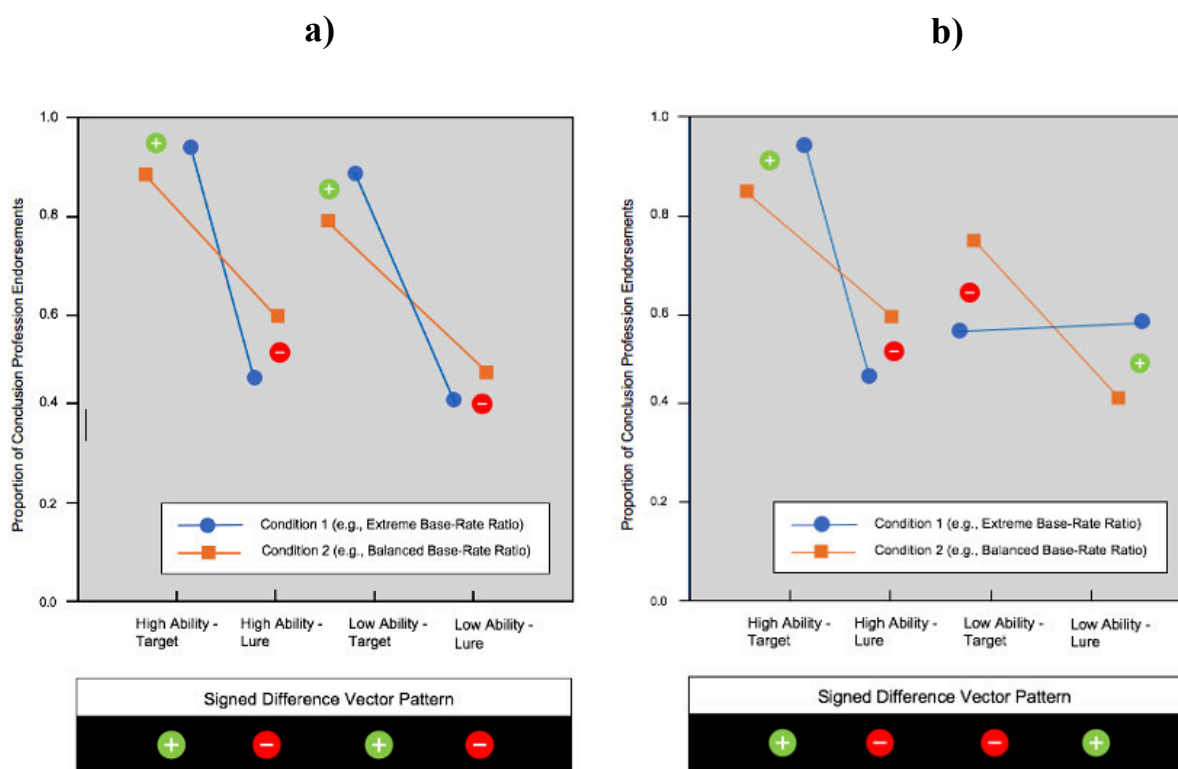 a)
Proportion of Conclusion Profession Endorsements
1.0
0.8
0.6
0.4
0.2
0.0
Condition 1 (e.g., Extreme Base-Rate Ratio)
Condition 2 (e.g., Balanced Base-Rate Ratio)
High Ability -
Target
High Ability -
Lure
Low Ability -
Target
Low Ability -
Lure
Signed Difference Vector Pattern
b)
Proportion of Conclusion Profession Endorsements
1.0
0.8
0.6
0.4
0.2
0.0
Condition 1 (e.g., Extreme Base-Rate Ratio)
Condition 2 (e.g., Balanced Base-Rate Ratio)
High Ability -
Target
High Ability -
Lure
Low Ability -
Target
Low Ability -
Lure
Signed Difference Vector Pattern